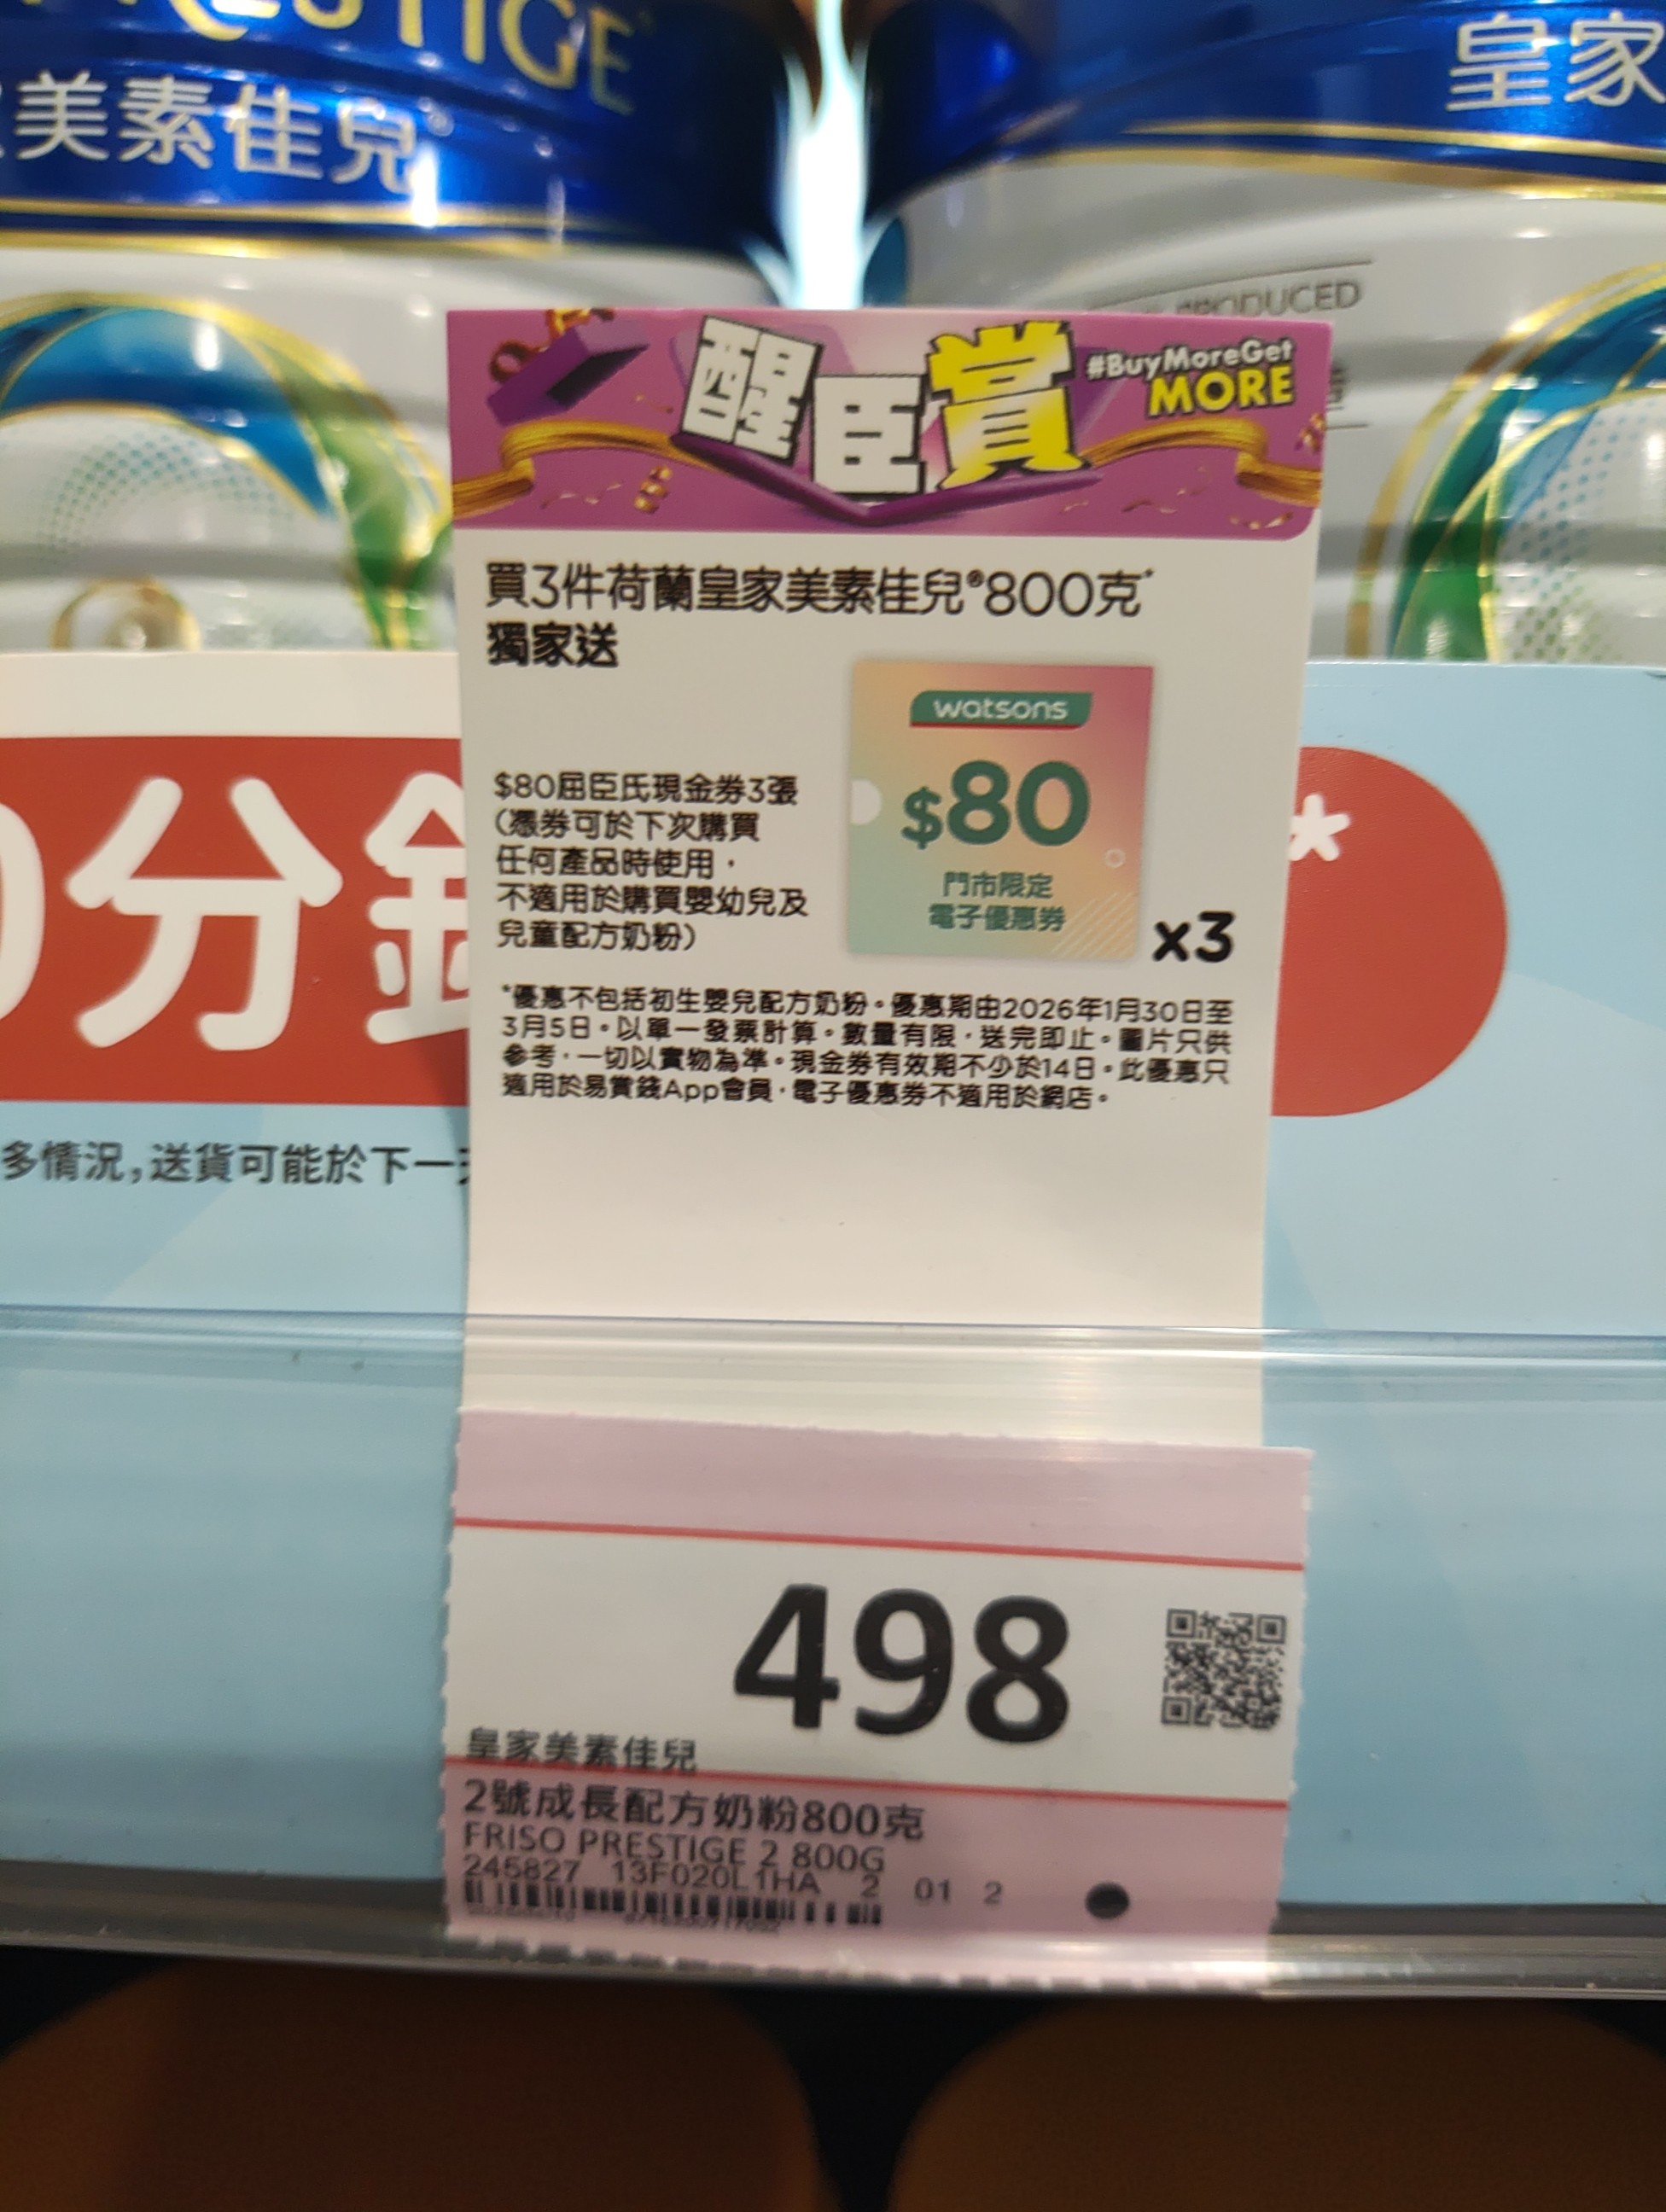 PRESTIGE
美素佳兒
皇家
PRODUCED
醒臣賞
#BuyMoreGet
MORE
買3件荷蘭皇家美素佳兒®800克*
獨家送
$80屈臣氏現金券3張
(憑券可於下次購買
任何產品時使用，
不適用於購買嬰幼兒及
兒童配方奶粉)
watsons
$80
門市限定
電子優惠券
x3
*優惠不包括初生嬰兒配方奶粉。優惠期由2026年1月30日至
3月5日。以單一發票計算。數量有限，送完即止。圖片只供
參考，一切以實物為準。現金券有效期不少於14日。此優惠只
適用於易賞錢App會員，電子優惠券不適用於網店。
0分鐘
*
多情況，送貨可能於下一天
498
皇家美素佳兒
2號成長配方奶粉800克
FRISO PRESTIGE 2 800G
245827 13F020L1HA 2 01 2